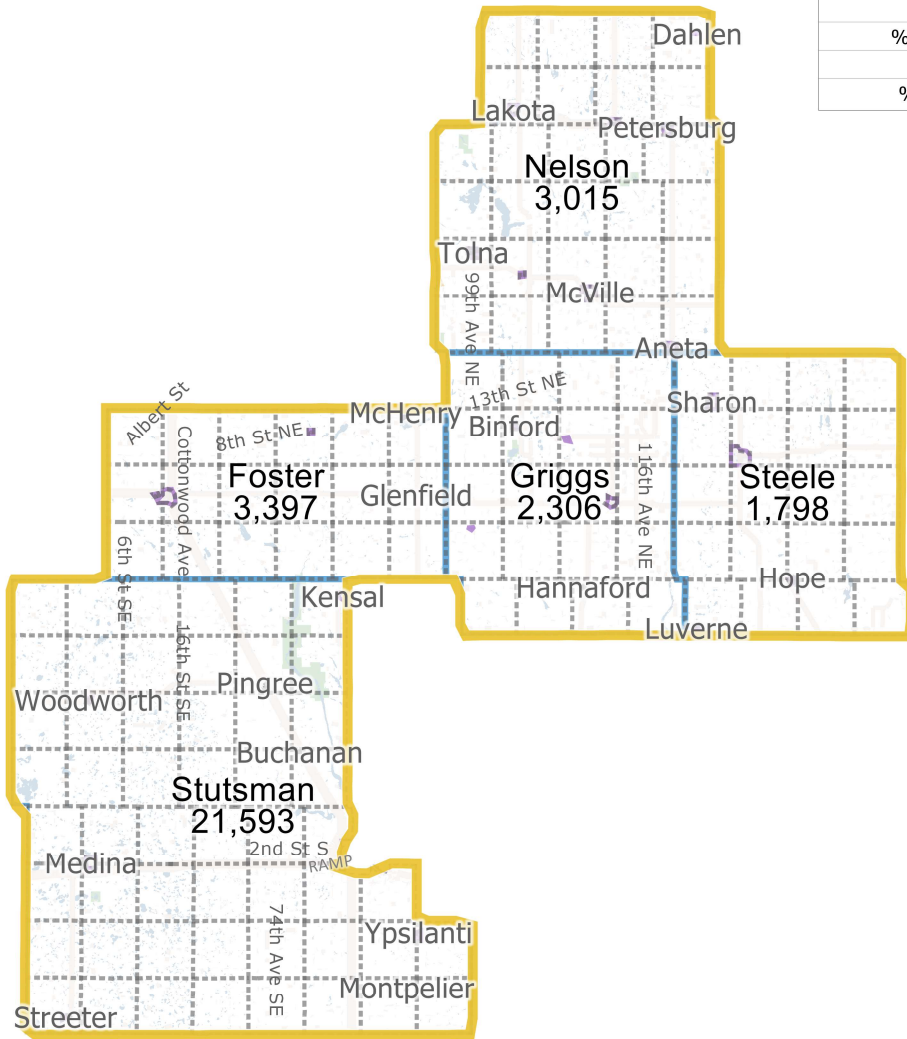 %
%
Dahlen
Lakota
Petersburg
Nelson
3,015
Tolna
99th Ave NE
McVille
Aneta
13th St NE
Albert St
McHenry
Sharon
8th St NE
Binford
Cottonwood Ave
116th Ave NE
Foster
3,397
Glenfield
Griggs
2,306
Steele
1,798
6th St SE
Hannaford
Hope
Kensal
Luverne
16th St SE
Pingree
Woodworth
Buchanan
Stutsman
21,593
2nd St S
RAMP
Medina
74th Ave SE
Ypsilanti
Montpelier
Streeter